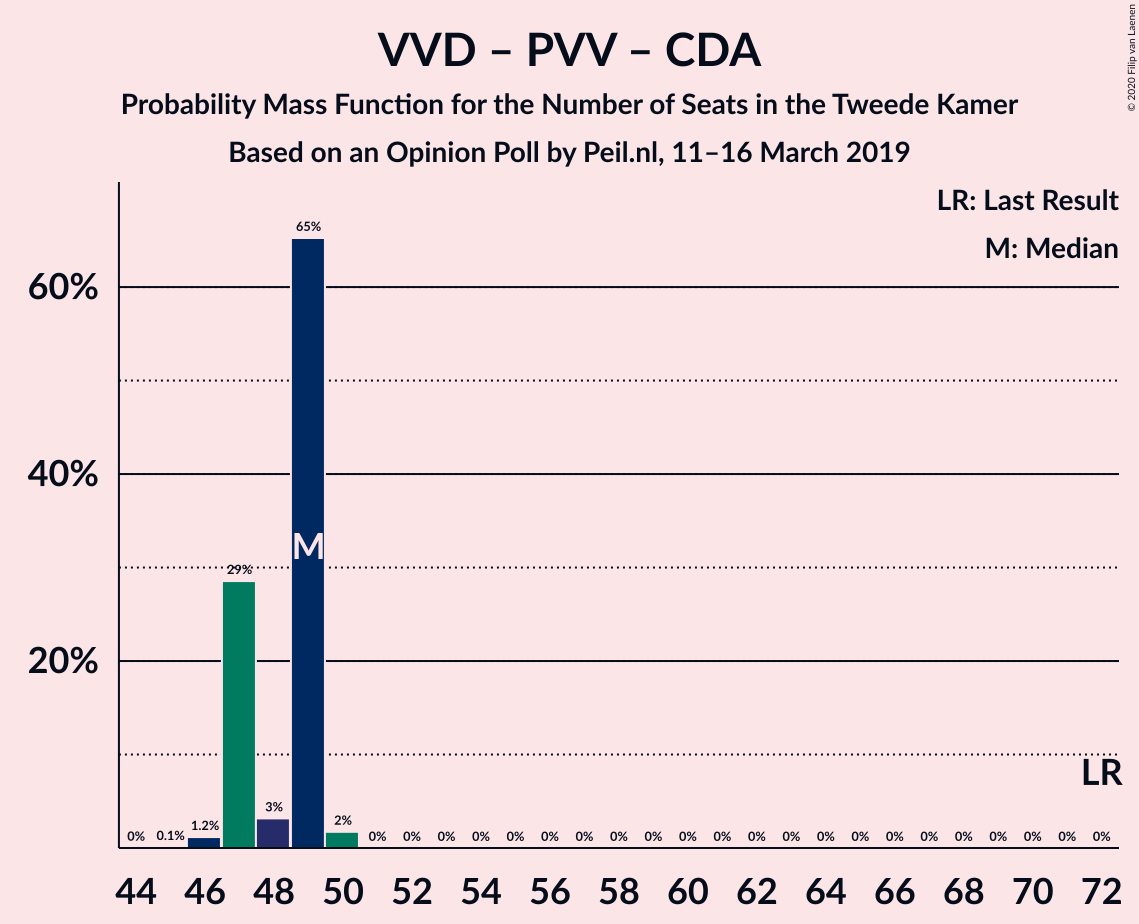 VVD – PVV – CDA
Probability Mass Function for the Number of Seats in the Tweede Kamer
Based on an Opinion Poll by Peil.nl, 11–16 March 2019
© 2020 Filip van Laenen
LR: Last Result
M: Median
60%
40%
20%
0% 0.1% 1.2% 29% 3% 65% 2% 0% 0% 0% 0% 0% 0% 0% 0% 0% 0% 0% 0% 0% 0% 0% 0% 0% 0% 0% 0% 0% 0%
M
LR
44 46 48 50 52 54 56 58 60 62 64 66 68 70 72